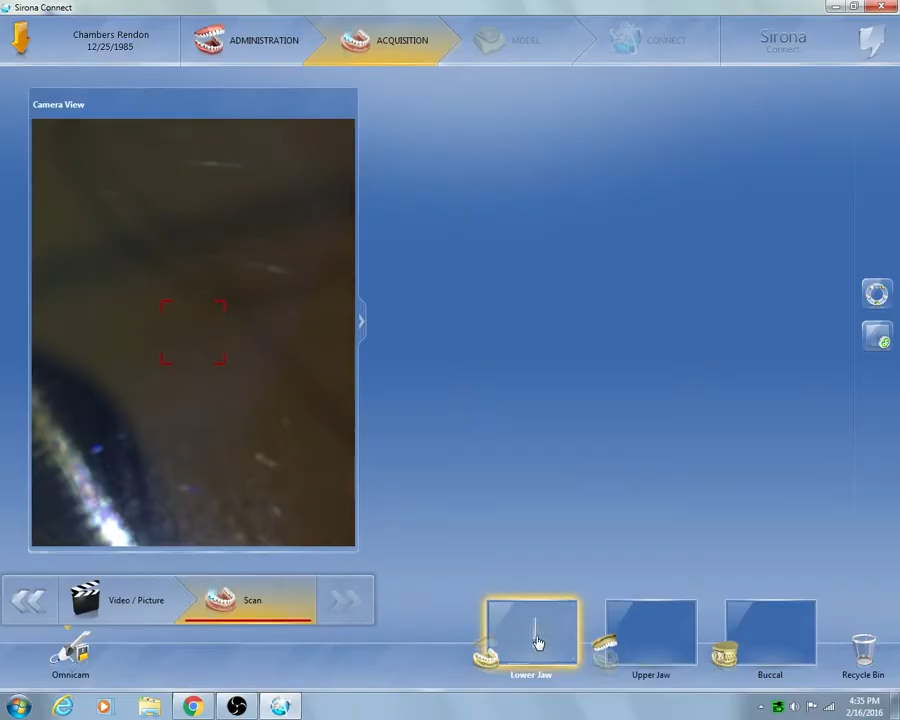 Sirona Connect
Chambers Rendon
12/25/1985
ADMINISTRATION
ACQUISITION
MODEL
CONNECT
Sirona
Connect
Camera View
Video / Picture
Scan
Omnicam
Lower Jaw
Upper Jaw
Buccal
Recycle Bin
4:35 PM
2/16/2016